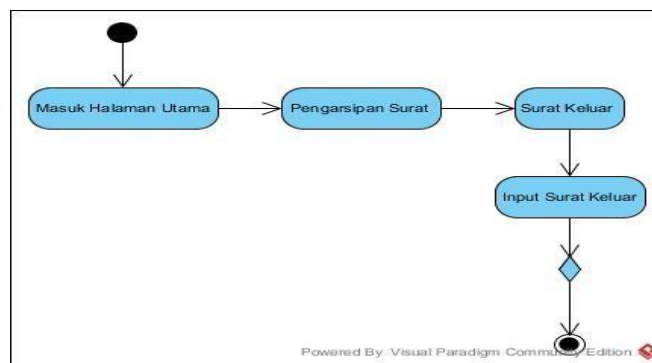 Masuk Halaman Utama
Pengarsipan Surat
Surat Keluar
Input Surat Keluar
Powered By Visual Paradigm Community Edition